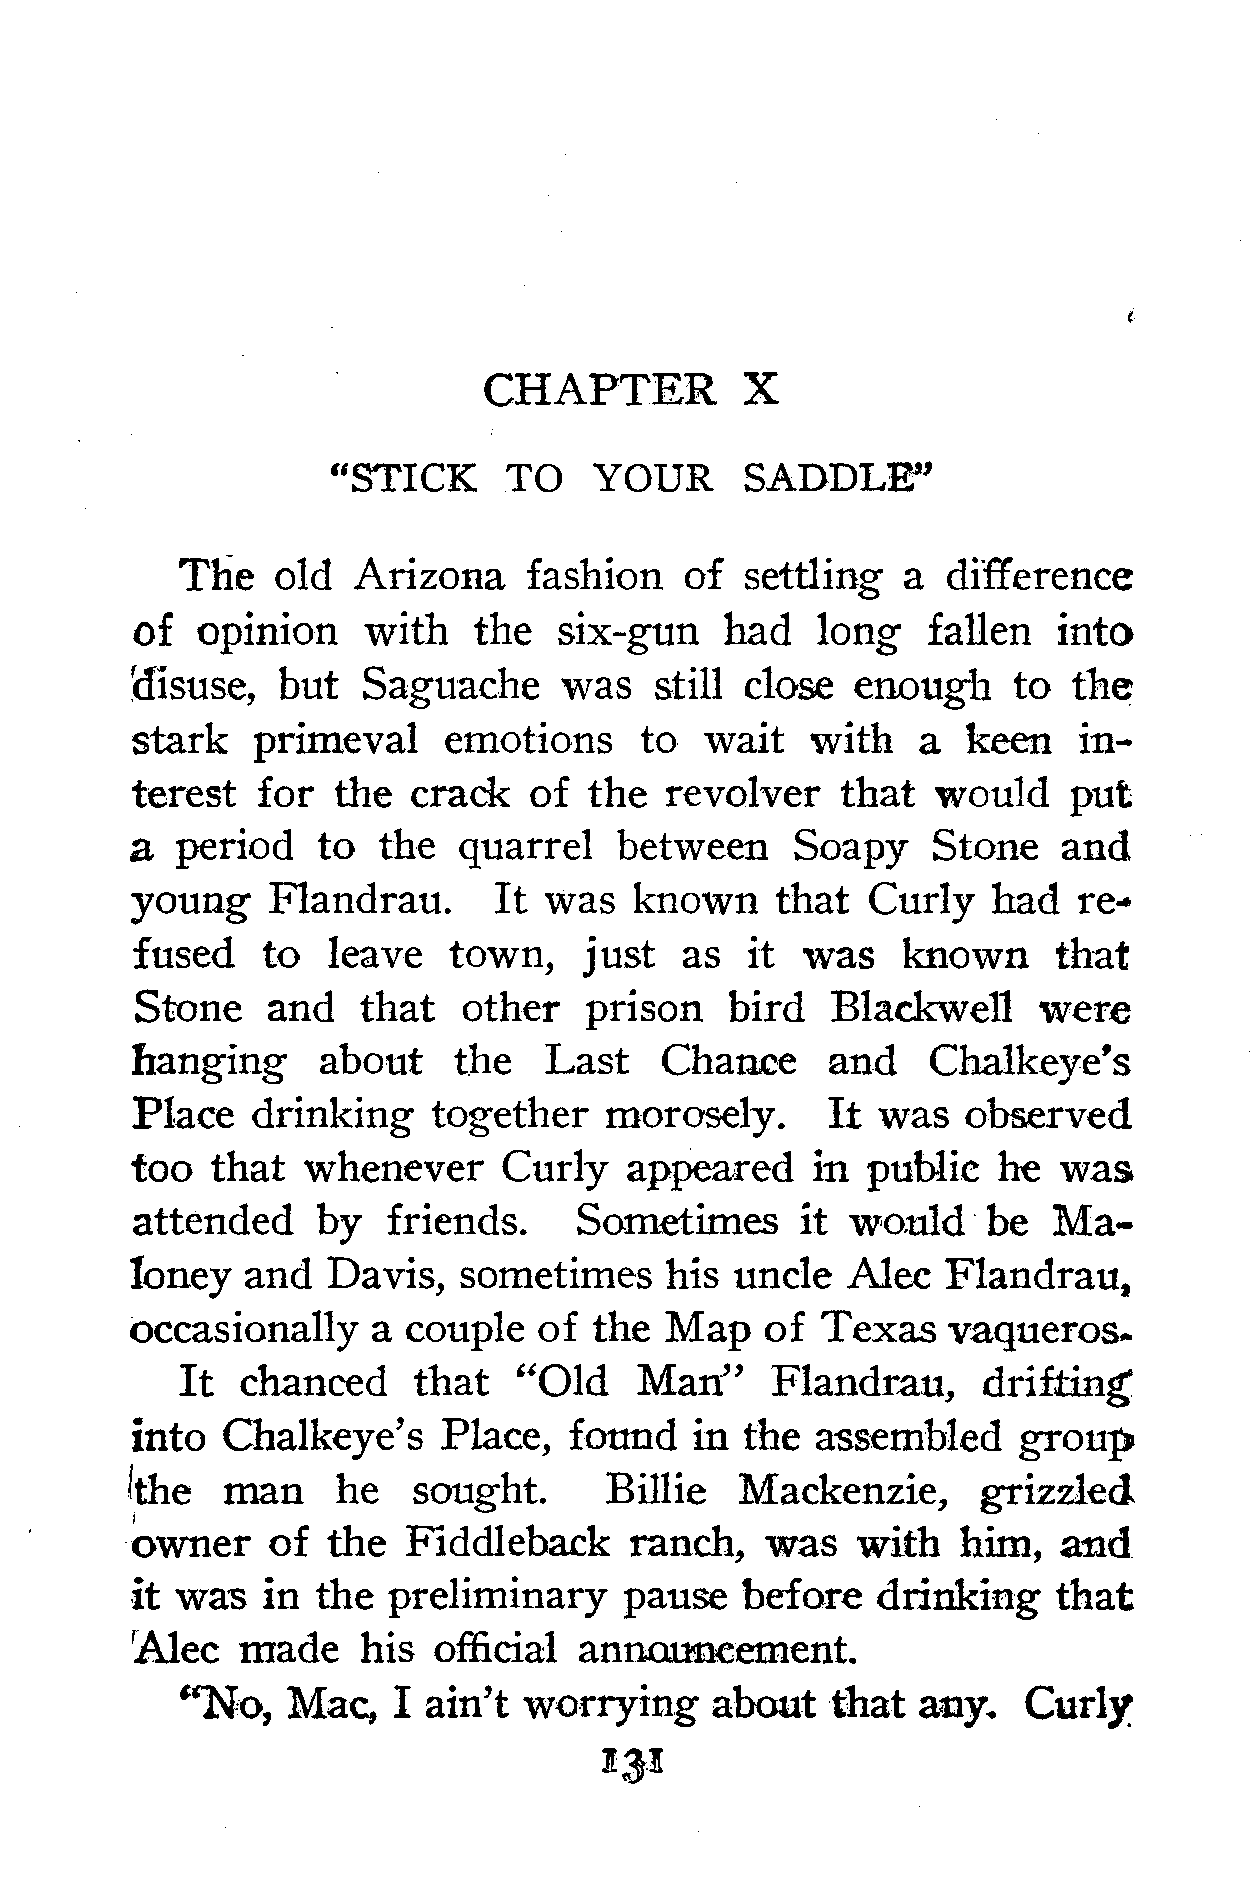 CHAPTER X
“STICK TO YOUR SADDLE”
The old Arizona fashion of settling a difference
of opinion with the six-gun had long fallen into
disuse, but Saguache was still close enough to the
stark primeval emotions to wait with a keen in-
terest for the crack of the revolver that would put
a period to the quarrel between Soapy Stone and
young Flandrau. It was known that Curly had re-
fused to leave town, just as it was known that
Stone and that other prison bird Blackwell were
hanging about the Last Chance and Chalkeye’s
Place drinking together morosely. It was observed
too that whenever Curly appeared in public he was
attended by friends. Sometimes it would be Ma-
loney and Davis, sometimes his uncle Alec Flandrau,
occasionally a couple of the Map of Texas vaqueros.
It chanced that “Old Man” Flandrau, drifting
into Chalkeye’s Place, found in the assembled group
the man he sought. Billie Mackenzie, grizzled
owner of the Fiddleback ranch, was with him, and
it was in the preliminary pause before drinking that
Alec made his official announcement.
“No, Mac, I ain’t worrying about that any. Curly
131